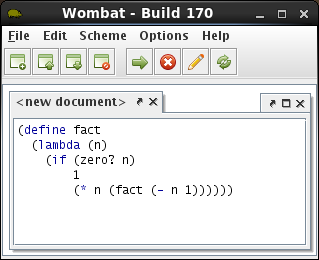 Wombat - Build 170
File Edit Scheme Options Help
<new document>
(define fact
  (lambda (n)
    (if (zero? n)
        1
        (* n (fact (- n 1))))))